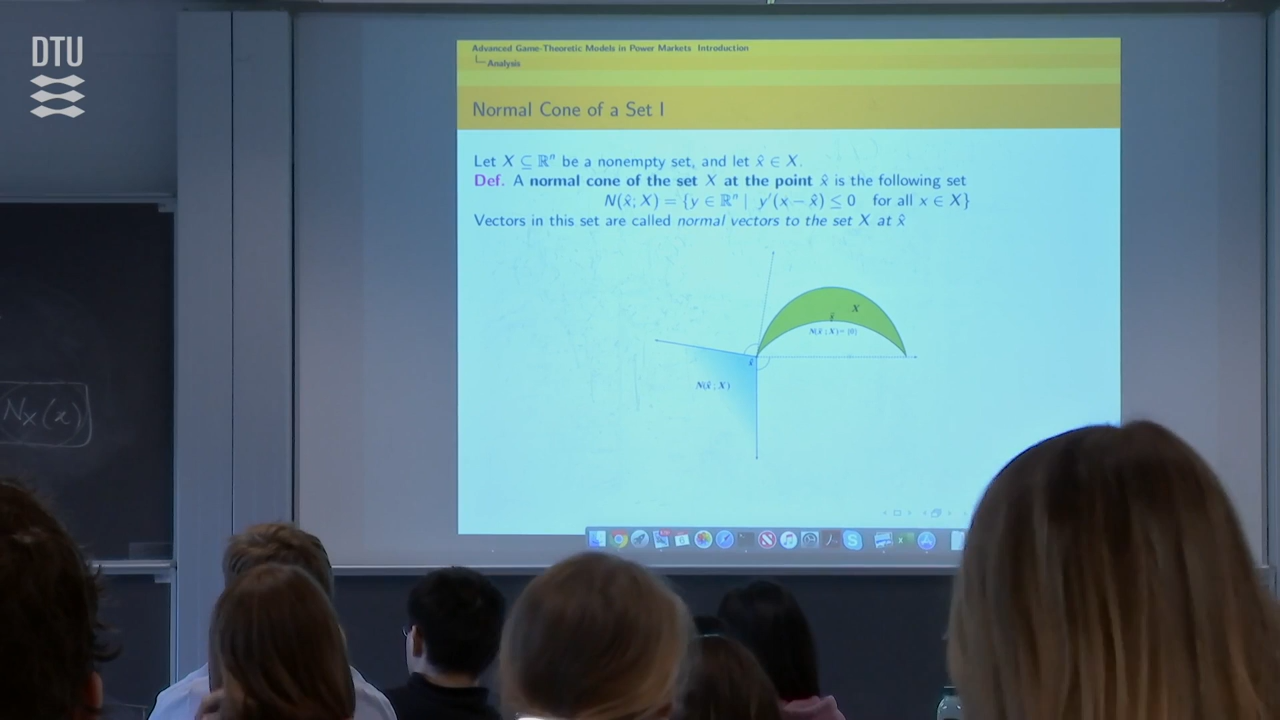 DTU
Advanced Game-Theoretic Models in Power Markets Introduction
Analysis
Normal Cone of a Set I
Let X ⊆ ℝⁿ be a nonempty set, and let x̂ ∈ X.
Def. A normal cone of the set X at the point x̂ is the following set
N(x̂; X) = {y ∈ ℝⁿ | y′(x − x̂) ≤ 0 for all x ∈ X}
Vectors in this set are called normal vectors to the set X at x̂
X
x̂
N(x̂ ; X) = {0}
x̂
N(x̂ ; X)
N_X(x)